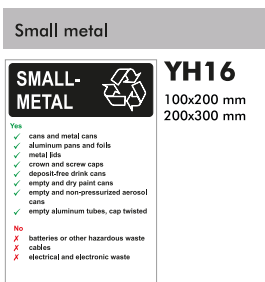 Small metal
SMALL-
METAL
YH16
100x200 mm
200x300 mm
Yes
✓ cans and metal cans
✓ aluminum pans and foils
✓ metal lids
✓ crown and screw caps
✓ deposit-free drink cans
✓ empty and dry paint cans
✓ empty and non-pressurized aerosol
cans
✓ empty aluminum tubes, cap twisted
No
✗ batteries or other hazardous waste
✗ cables
✗ electrical and electronic waste